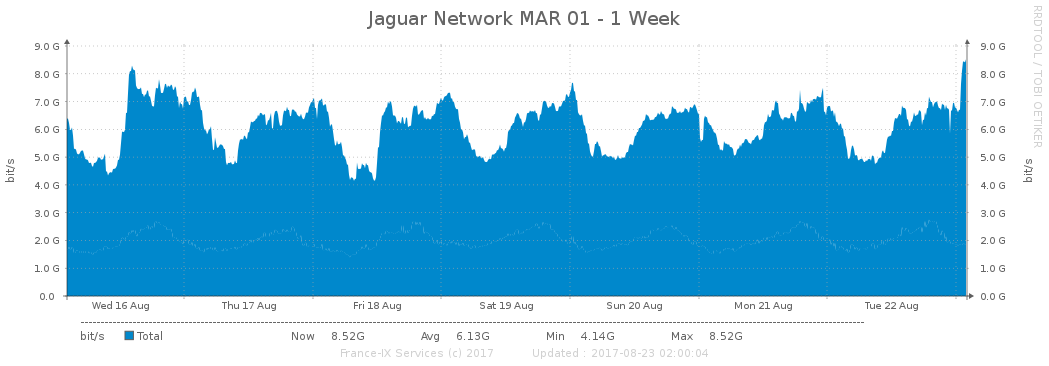 Jaguar Network MAR 01 - 1 Week
RRDTOOL / TOBI OETIKER
9.0 G 9.0 G
8.0 G 8.0 G
7.0 G 7.0 G
6.0 G 6.0 G
5.0 G 5.0 G
4.0 G 4.0 G
3.0 G 3.0 G
2.0 G 2.0 G
1.0 G 1.0 G
0.0 0.0 G
bit/s bit/s
Wed 16 Aug Thu 17 Aug Fri 18 Aug Sat 19 Aug Sun 20 Aug Mon 21 Aug Tue 22 Aug
bit/s Total Now 8.52G Avg 6.13G Min 4.14G Max 8.52G
France-IX Services (c) 2017 Updated : 2017-08-23 02:00:04